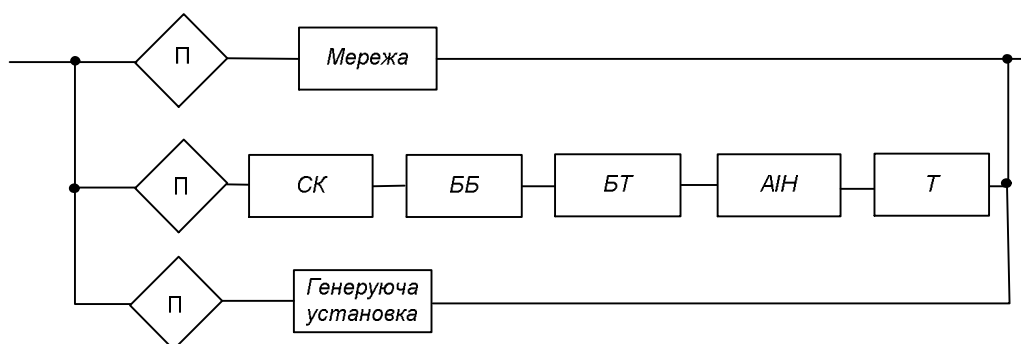 П
Мережа
П
СК
ББ
БТ
АІН
Т
П
Генеруюча
установка